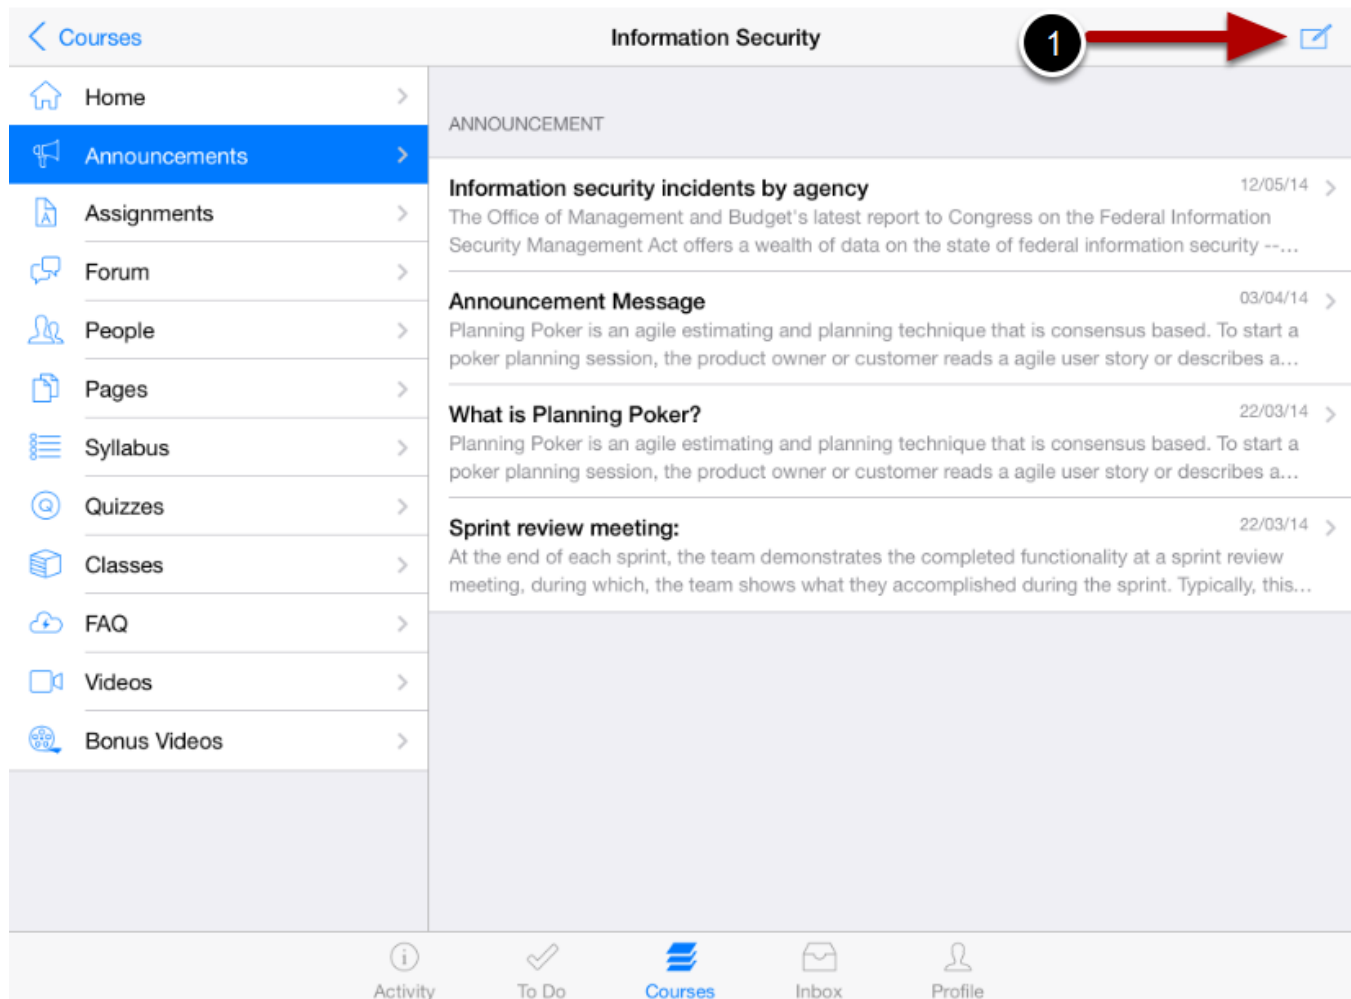 Courses
Information Security
1
Home
Announcements
Assignments
Forum
People
Pages
Syllabus
Quizzes
Classes
FAQ
Videos
Bonus Videos
ANNOUNCEMENT
Information security incidents by agency 12/05/14
The Office of Management and Budget's latest report to Congress on the Federal Information
Security Management Act offers a wealth of data on the state of federal information security --...
Announcement Message 03/04/14
Planning Poker is an agile estimating and planning technique that is consensus based. To start a
poker planning session, the product owner or customer reads a agile user story or describes a...
What is Planning Poker? 22/03/14
Planning Poker is an agile estimating and planning technique that is consensus based. To start a
poker planning session, the product owner or customer reads a agile user story or describes a...
Sprint review meeting: 22/03/14
At the end of each sprint, the team demonstrates the completed functionality at a sprint review
meeting, during which, the team shows what they accomplished during the sprint. Typically, this...
Activity To Do Courses Inbox Profile